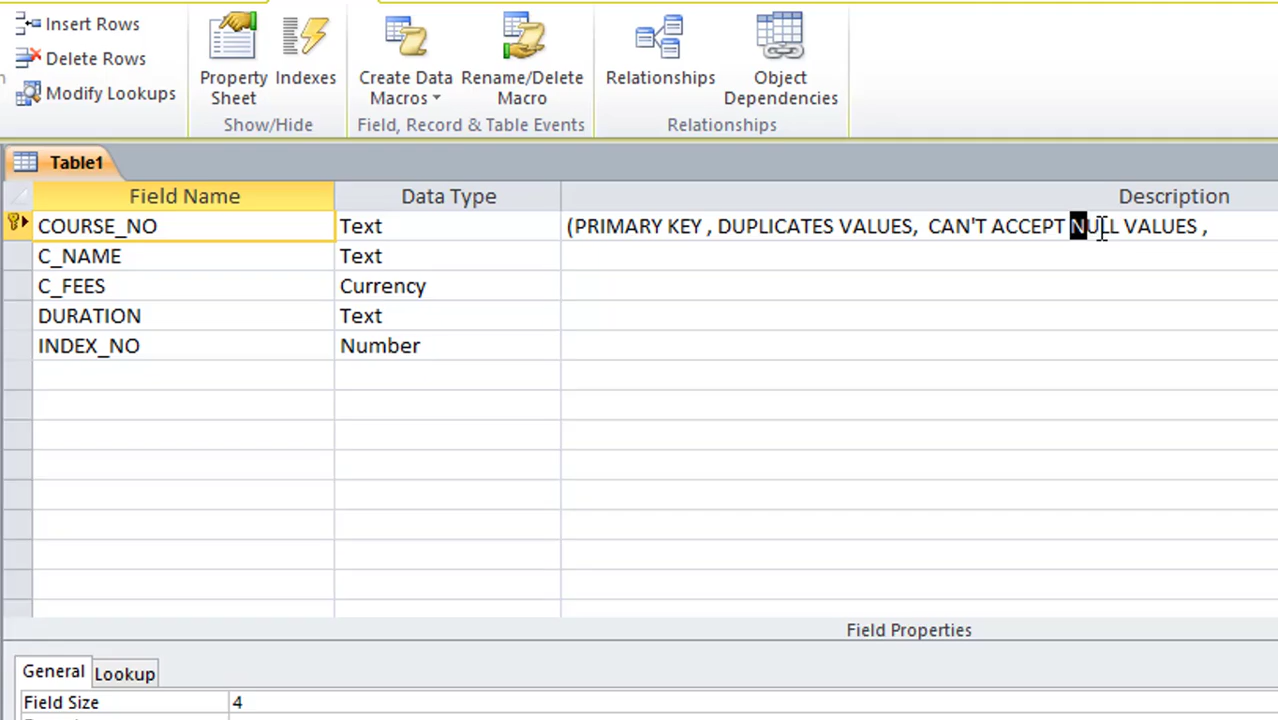 Insert Rows
Delete Rows
Modify Lookups
Property Sheet
Indexes
Show/Hide
Create Data Macros
Rename/Delete Macro
Field, Record & Table Events
Relationships
Object Dependencies
Relationships
Table1
Field Name Data Type Description
COURSE_NO Text (PRIMARY KEY , DUPLICATES VALUES, CAN'T ACCEPT NULL VALUES ,
C_NAME Text
C_FEES Currency
DURATION Text
INDEX_NO Number
Field Properties
General Lookup
Field Size 4